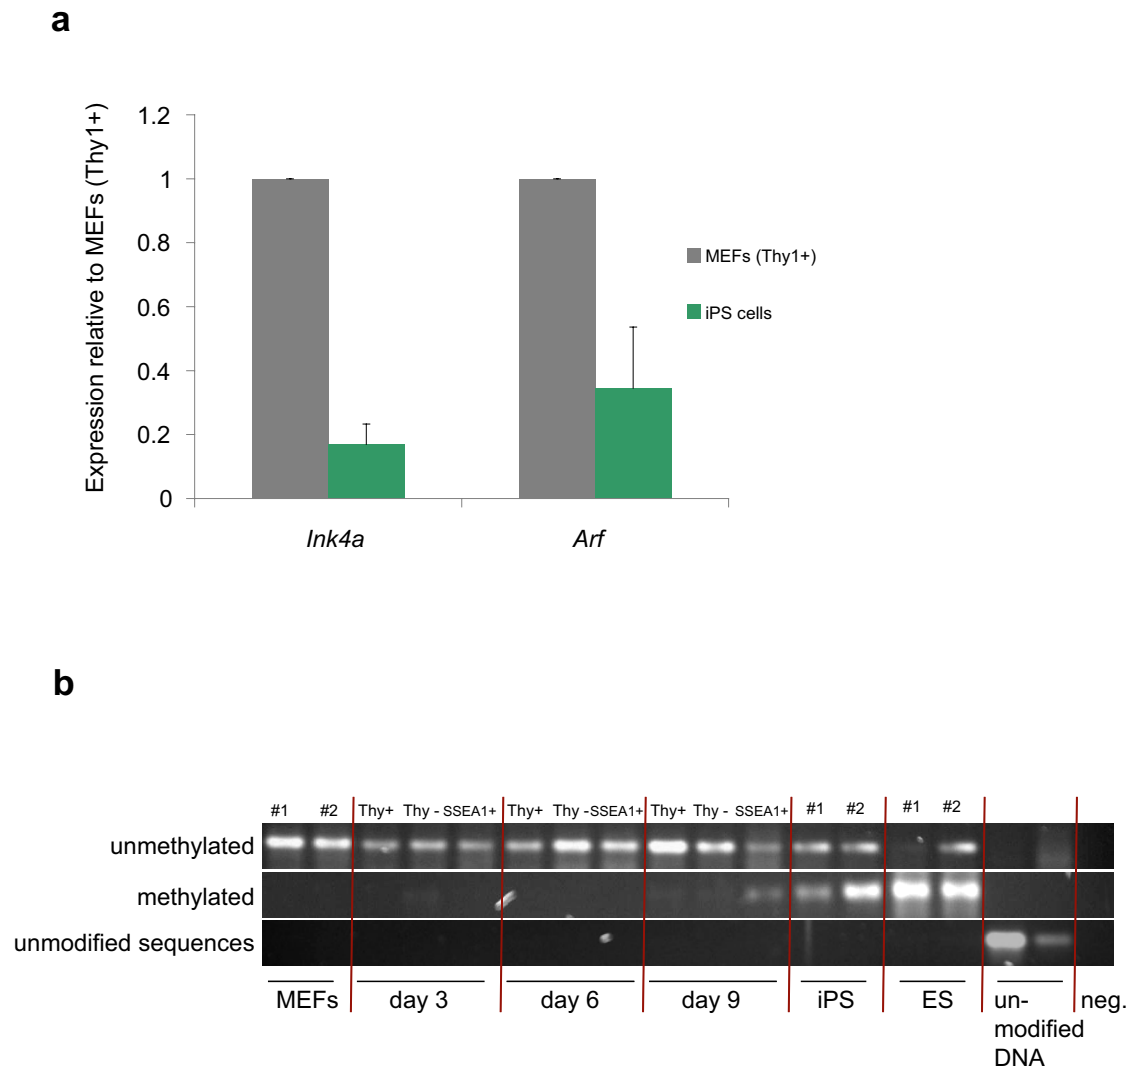 a
Expression relative to MEFs (Thy1+)
1.2
1
0.8
0.6
0.4
0.2
0
MEFs (Thy1+)
iPS cells
Ink4a Arf
b
#1 #2 Thy+ Thy - SSEA1+ Thy+ Thy - SSEA1+ Thy+ Thy - SSEA1+ #1 #2 #1 #2
unmethylated
methylated
unmodified sequences
MEFs day 3 day 6 day 9 iPS ES un- neg.
modified
DNA